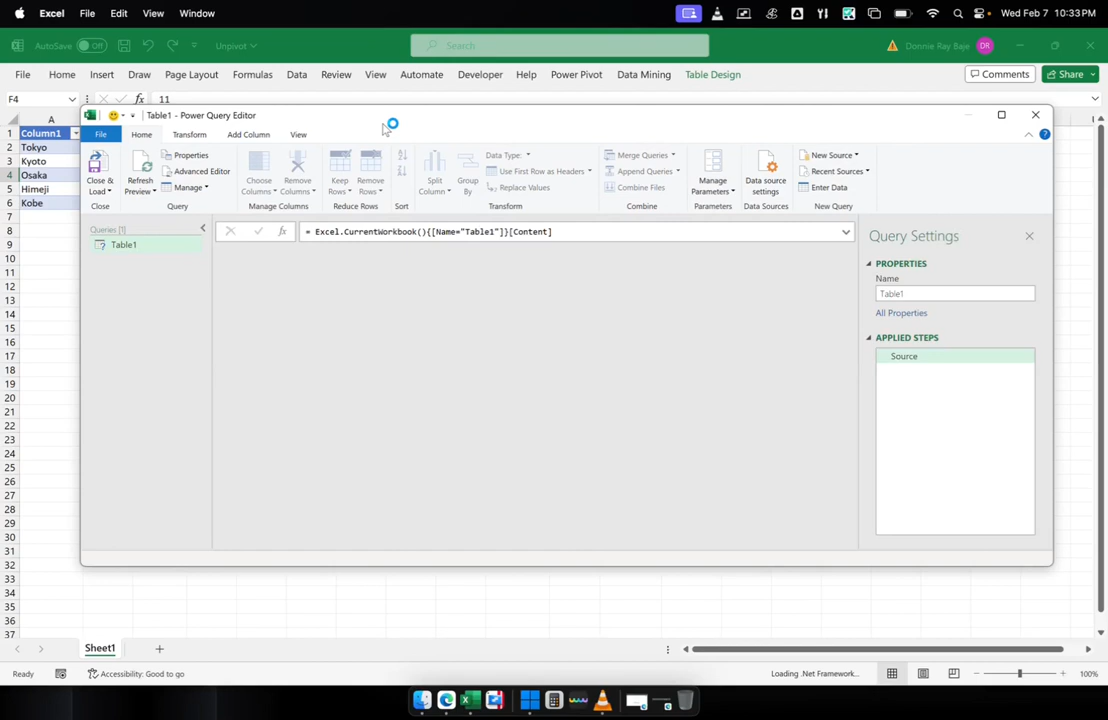 Excel File Edit View Window Wed Feb 7 10:33 PM
AutoSave Off Unpivot Search Donnie Ray Baje DR
File Home Insert Draw Page Layout Formulas Data Review View Automate Developer Help Power Pivot Data Mining Table Design Comments Share
F4 fx 11
A
1 Column1
2 Tokyo
3 Kyoto
4 Osaka
5 Himeji
6 Kobe
7
8
9
10
11
12
13
14
15
16
17
18
19
20
21
22
23
24
25
26
27
28
29
30
31
32
33
34
35
36
37
Table1 - Power Query Editor
File Home Transform Add Column View
Close & Load
Close
Refresh Preview
Properties
Advanced Editor
Manage
Query
Choose Columns
Remove Columns
Manage Columns
Keep Rows
Remove Rows
Reduce Rows
Sort
Split Column
Group By
Data Type:
Use First Row as Headers
Replace Values
Transform
Merge Queries
Append Queries
Combine Files
Combine
Manage Parameters
Parameters
Data source settings
Data Sources
New Source
Recent Sources
Enter Data
New Query
Queries [1]
Table1
fx = Excel.CurrentWorkbook(){[Name="Table1"]}[Content]
Query Settings
PROPERTIES
Name
Table1
All Properties
APPLIED STEPS
Source
Sheet1
Ready Accessibility: Good to go Loading .Net Framework... 100%